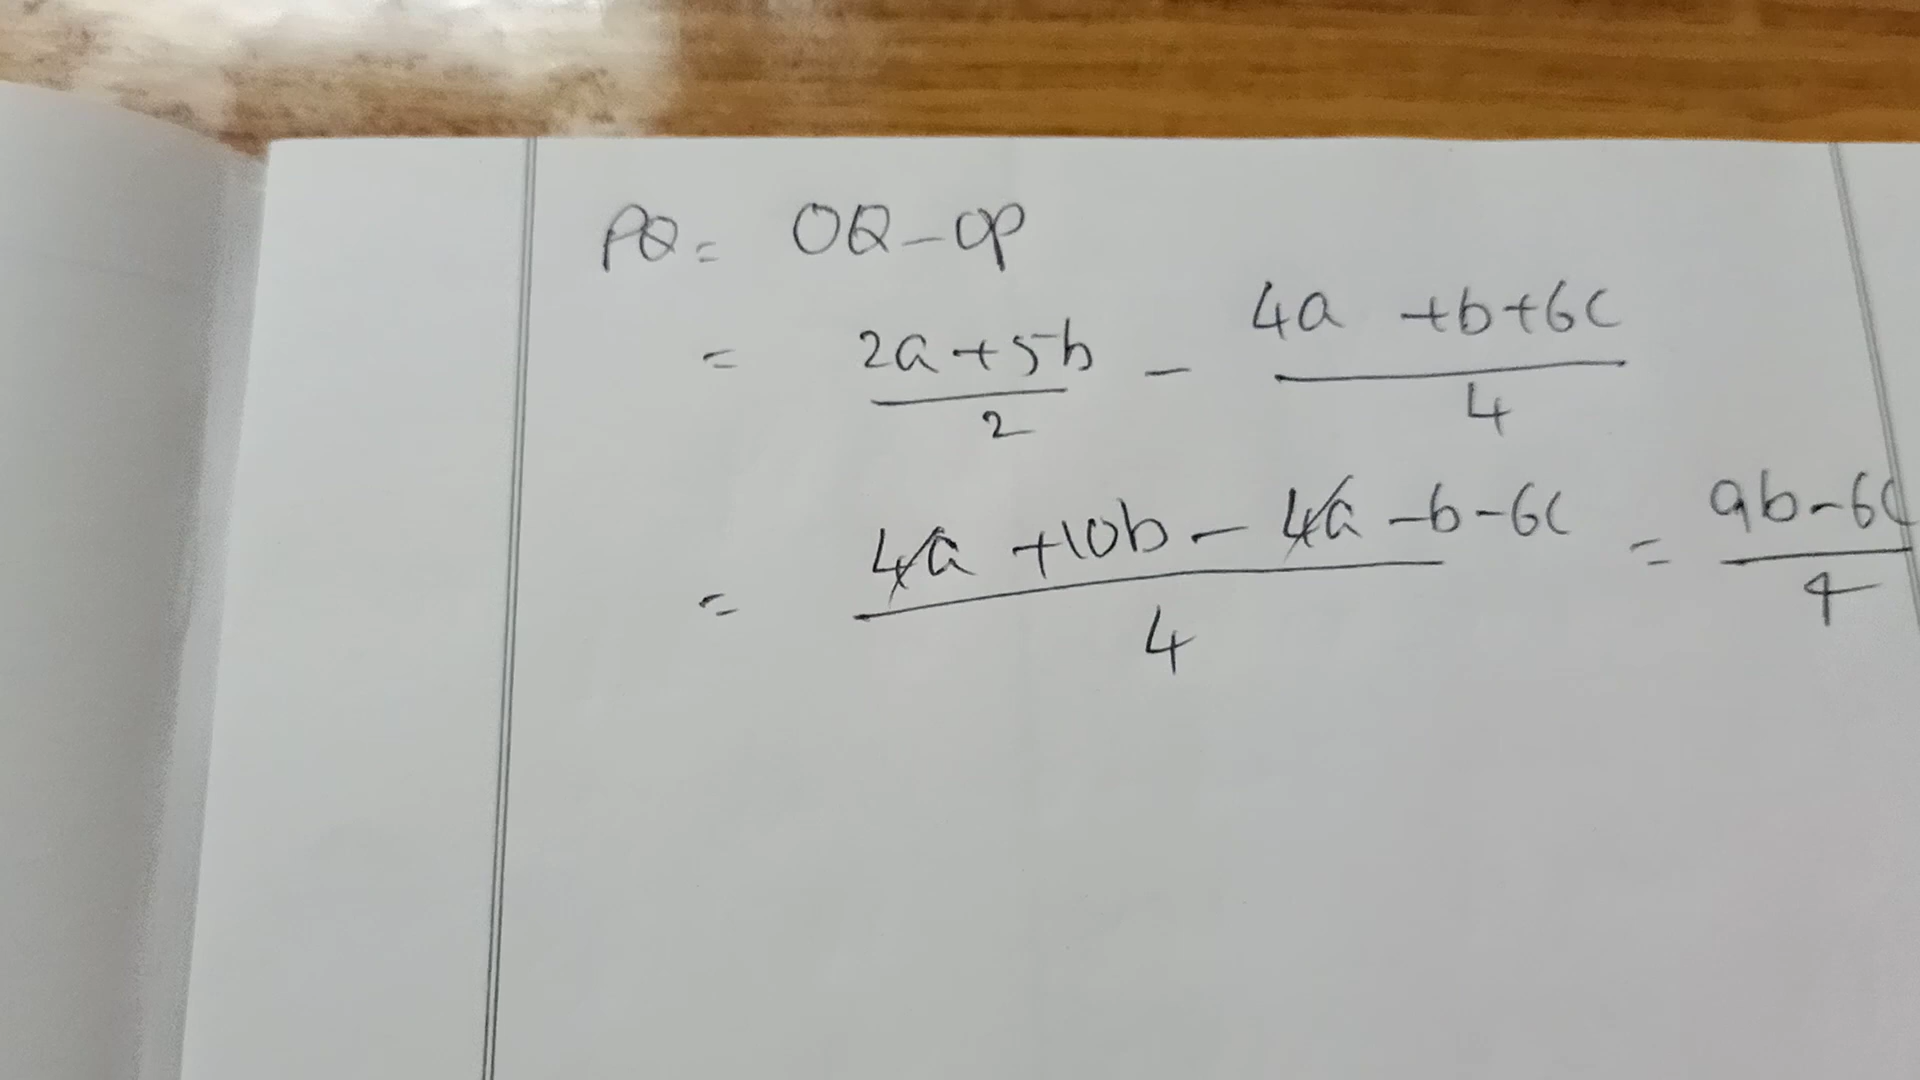 PQ = OQ - OP
= 2a + 5b / 2 - 4a + b + 6c / 4
= 4a + 10b - 4a - b - 6c / 4 = 9b - 6c / 4